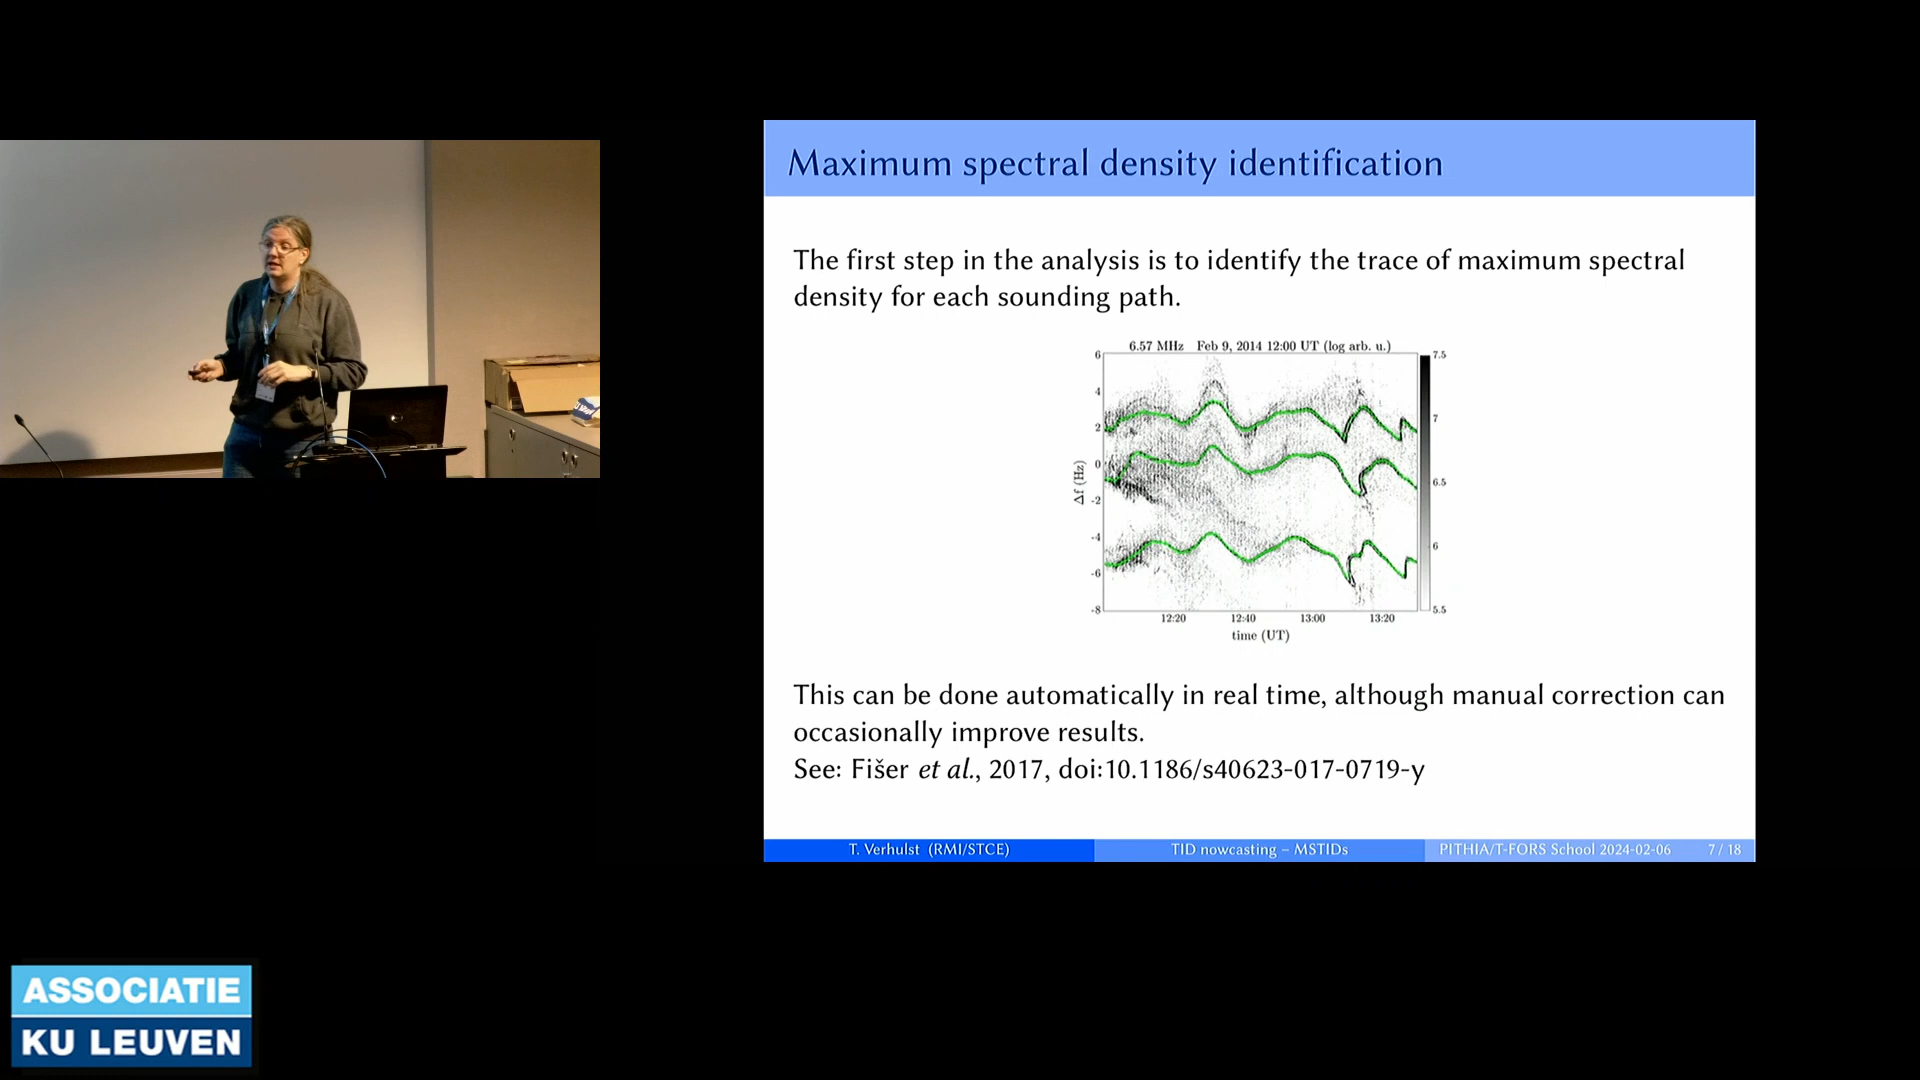 Maximum spectral density identification
The first step in the analysis is to identify the trace of maximum spectral
density for each sounding path.
6.57 MHz Feb 9, 2014 12:00 UT (log arb. u.)
6
4
2
0
-2
-4
-6
-8
Δf (Hz)
7.5
7
6.5
6
5.5
12:20 12:40 13:00 13:20
time (UT)
This can be done automatically in real time, although manual correction can
occasionally improve results.
See: Fišer et al., 2017, doi:10.1186/s40623-017-0719-y
T. Verhulst (RMI/STCE) TID nowcasting – MSTIDs PITHIA/T-FORS School 2024-02-06 7 / 18
ASSOCIATIE
KU LEUVEN